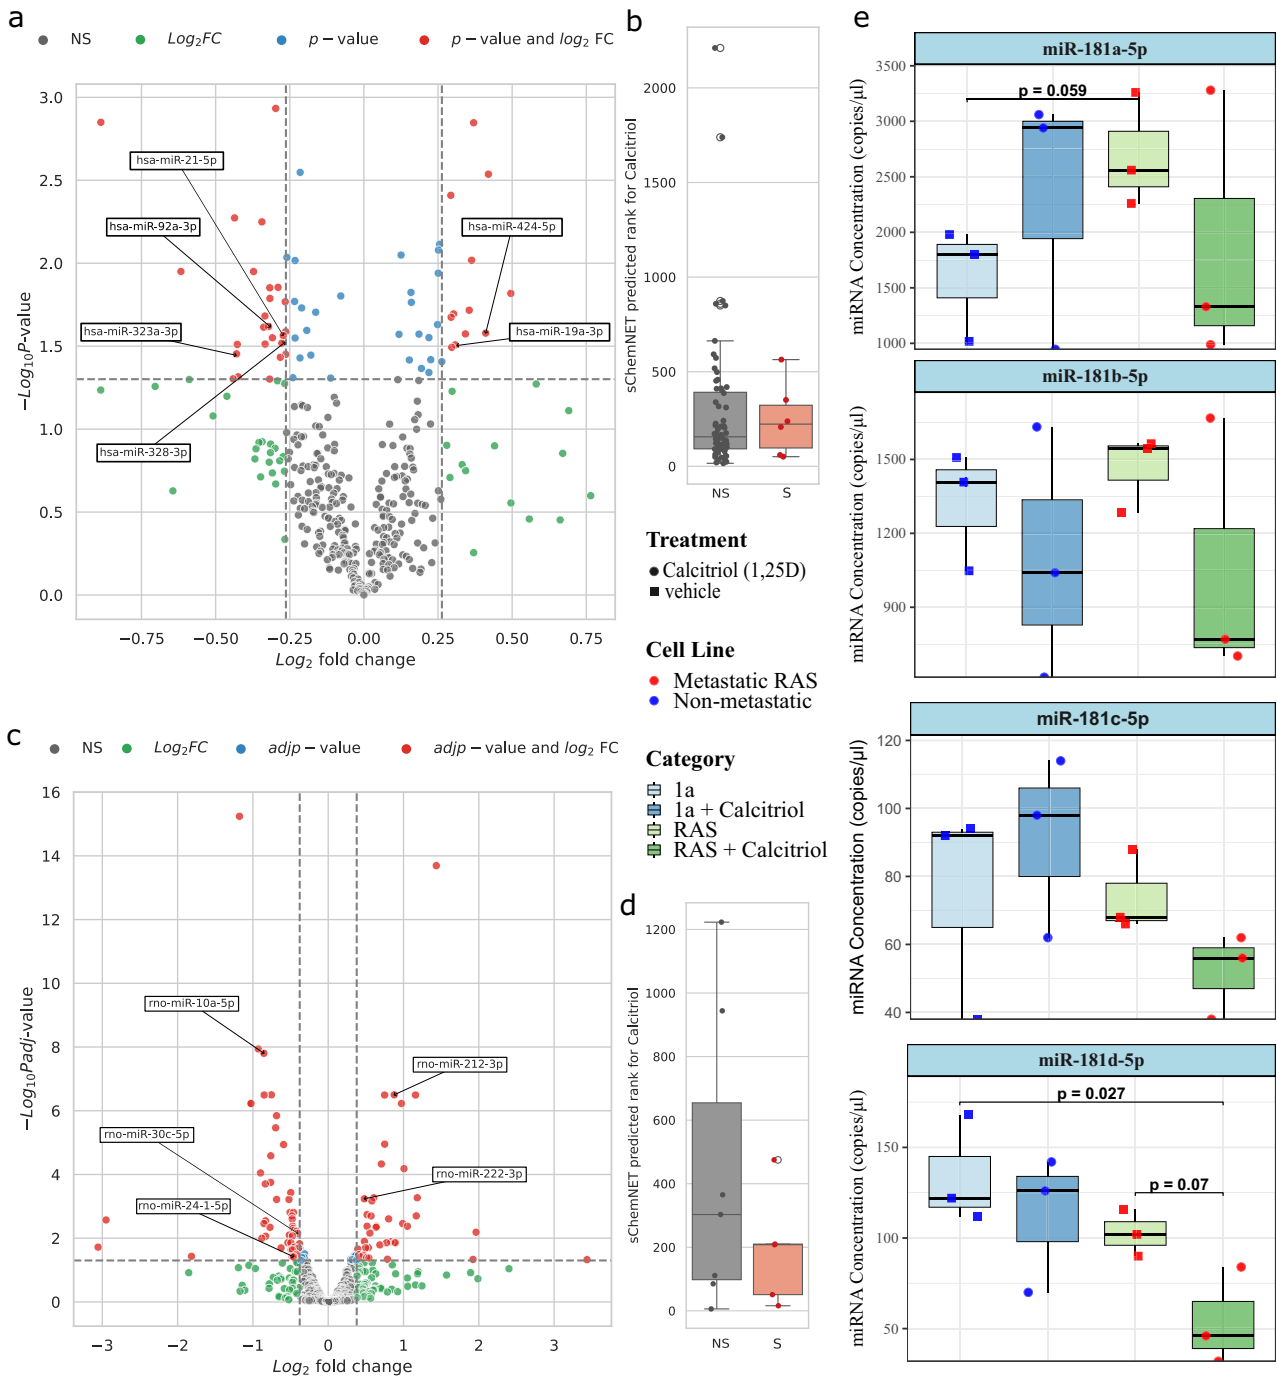 a
NS
Log2FC
p − value
p − value and log2 FC
3.0
2.5
2.0
1.5
1.0
0.5
0.0
−Log10P-value
hsa-miR-21-5p
hsa-miR-92a-3p
hsa-miR-424-5p
hsa-miR-323a-3p
hsa-miR-19a-3p
hsa-miR-328-3p
−0.75
−0.50
−0.25
0.00
0.25
0.50
0.75
Log2 fold change
b
sChemNET predicted rank for Calcitriol
2000
1500
1000
500
0
NS
S
Treatment
Calcitriol (1,25D)
vehicle
Cell Line
Metastatic RAS
Non-metastatic
Category
1a
1a + Calcitriol
RAS
RAS + Calcitriol
c
NS
Log2FC
adjp − value
adjp − value and log2 FC
16
14
12
10
8
6
4
2
0
−Log10Padj-value
rno-miR-10a-5p
rno-miR-212-3p
rno-miR-30c-5p
rno-miR-222-3p
rno-miR-24-1-5p
−3
−2
−1
0
1
2
3
Log2 fold change
d
sChemNET predicted rank for Calcitriol
1200
1000
800
600
400
200
0
NS
S
e
miR-181a-5p
miRNA Concentration (copies/μl)
3500
3000
2500
2000
1500
1000
p = 0.059
miR-181b-5p
miRNA Concentration (copies/μl)
1500
1200
900
miR-181c-5p
miRNA Concentration (copies/μl)
120
100
80
60
40
miR-181d-5p
miRNA Concentration (copies/μl)
150
100
50
p = 0.027
p = 0.07